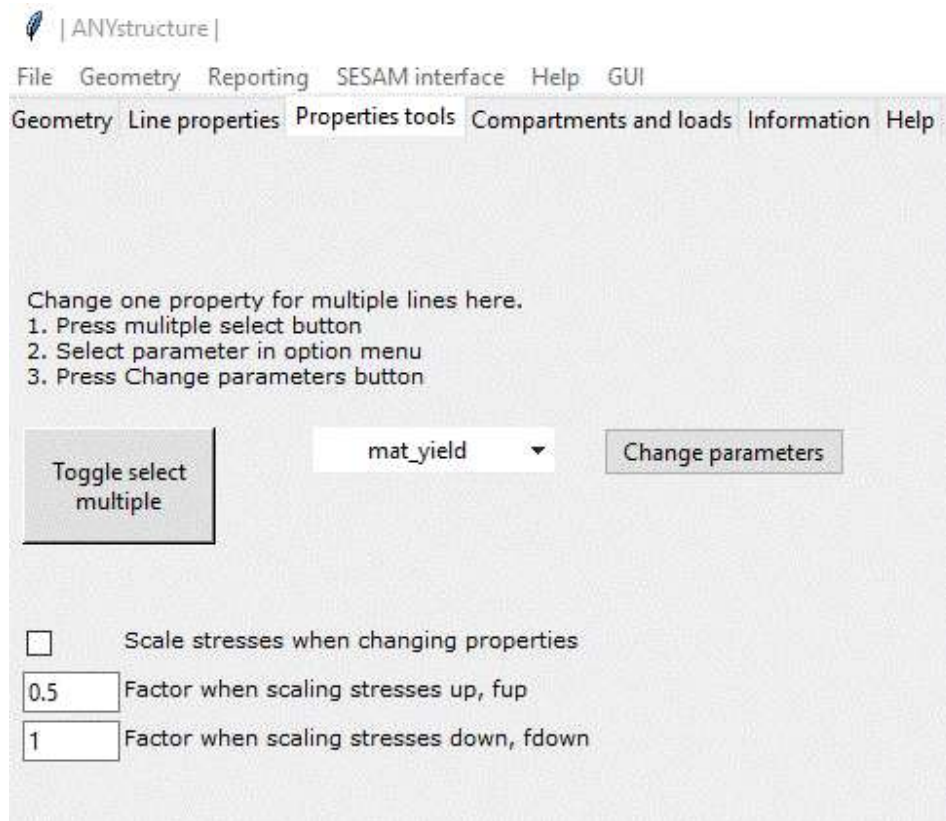 | ANYstructure |
File Geometry Reporting SESAM interface Help GUI
Geometry Line properties Properties tools Compartments and loads Information Help
Change one property for multiple lines here.
1. Press mulitple select button
2. Select parameter in option menu
3. Press Change parameters button
Toggle select
multiple
mat_yield
Change parameters
Scale stresses when changing properties
0.5 Factor when scaling stresses up, fup
1 Factor when scaling stresses down, fdown